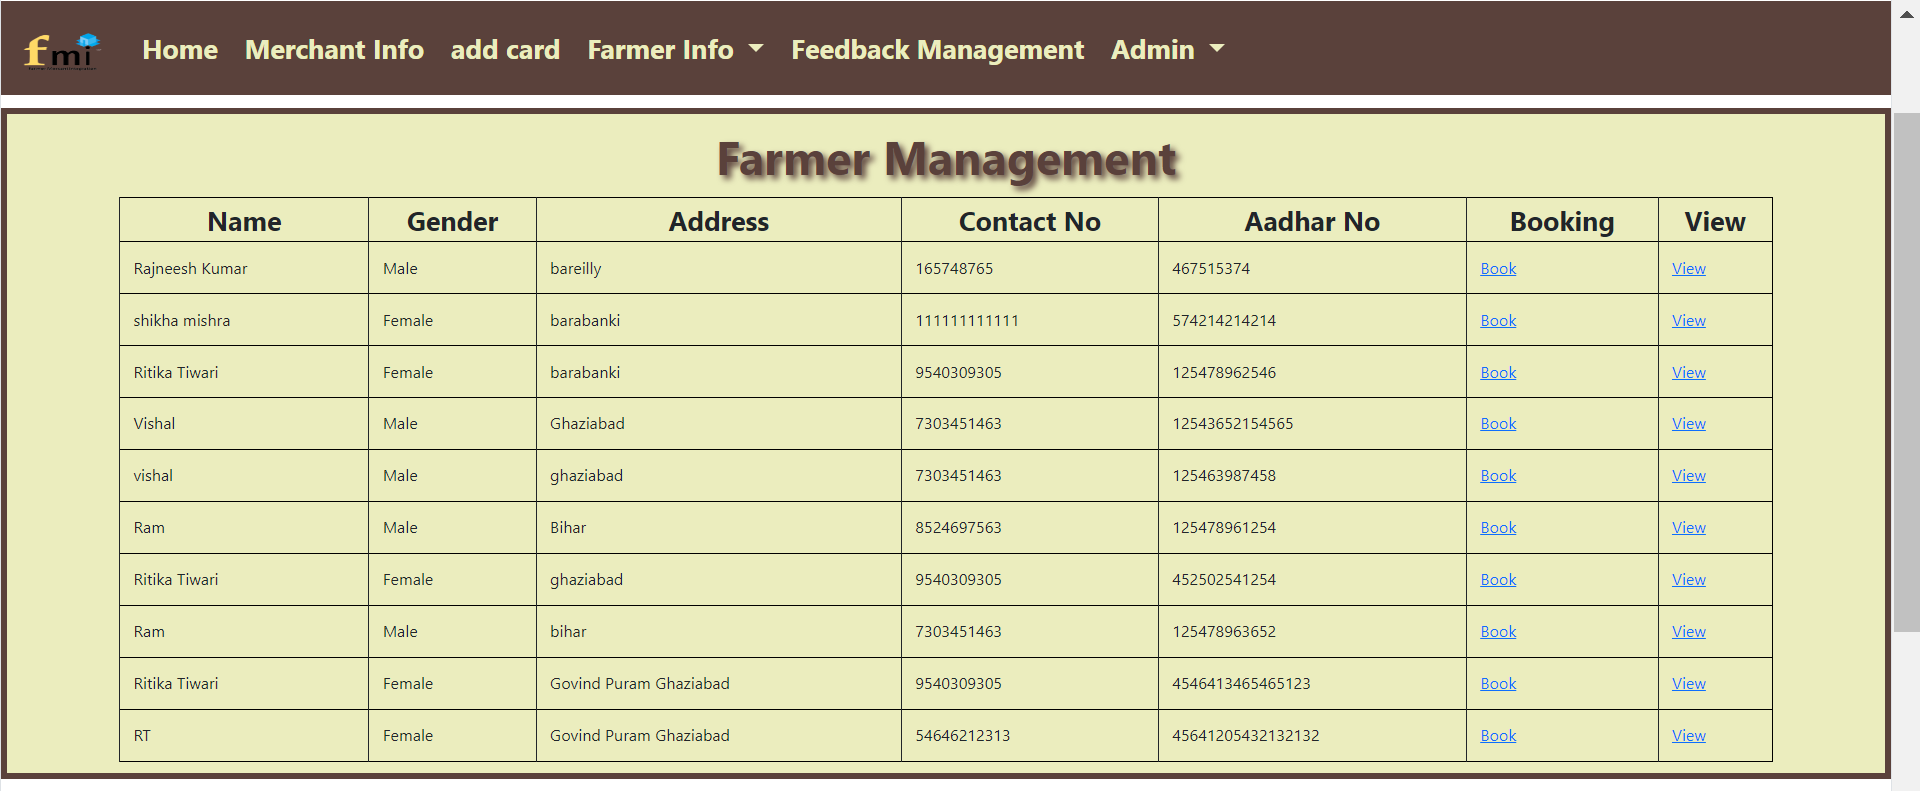 fmi
Home Merchant Info add card Farmer Info Feedback Management Admin
Farmer Management
Name Gender Address Contact No Aadhar No Booking View
Rajneesh Kumar Male bareilly 165748765 467515374 Book View
shikha mishra Female barabanki 111111111111 574214214214 Book View
Ritika Tiwari Female barabanki 9540309305 125478962546 Book View
Vishal Male Ghaziabad 7303451463 12543652154565 Book View
vishal Male ghaziabad 7303451463 125463987458 Book View
Ram Male Bihar 8524697563 125478961254 Book View
Ritika Tiwari Female ghaziabad 9540309305 452502541254 Book View
Ram Male bihar 7303451463 125478963652 Book View
Ritika Tiwari Female Govind Puram Ghaziabad 9540309305 4546413465465123 Book View
RT Female Govind Puram Ghaziabad 54646212313 45641205432132132 Book View